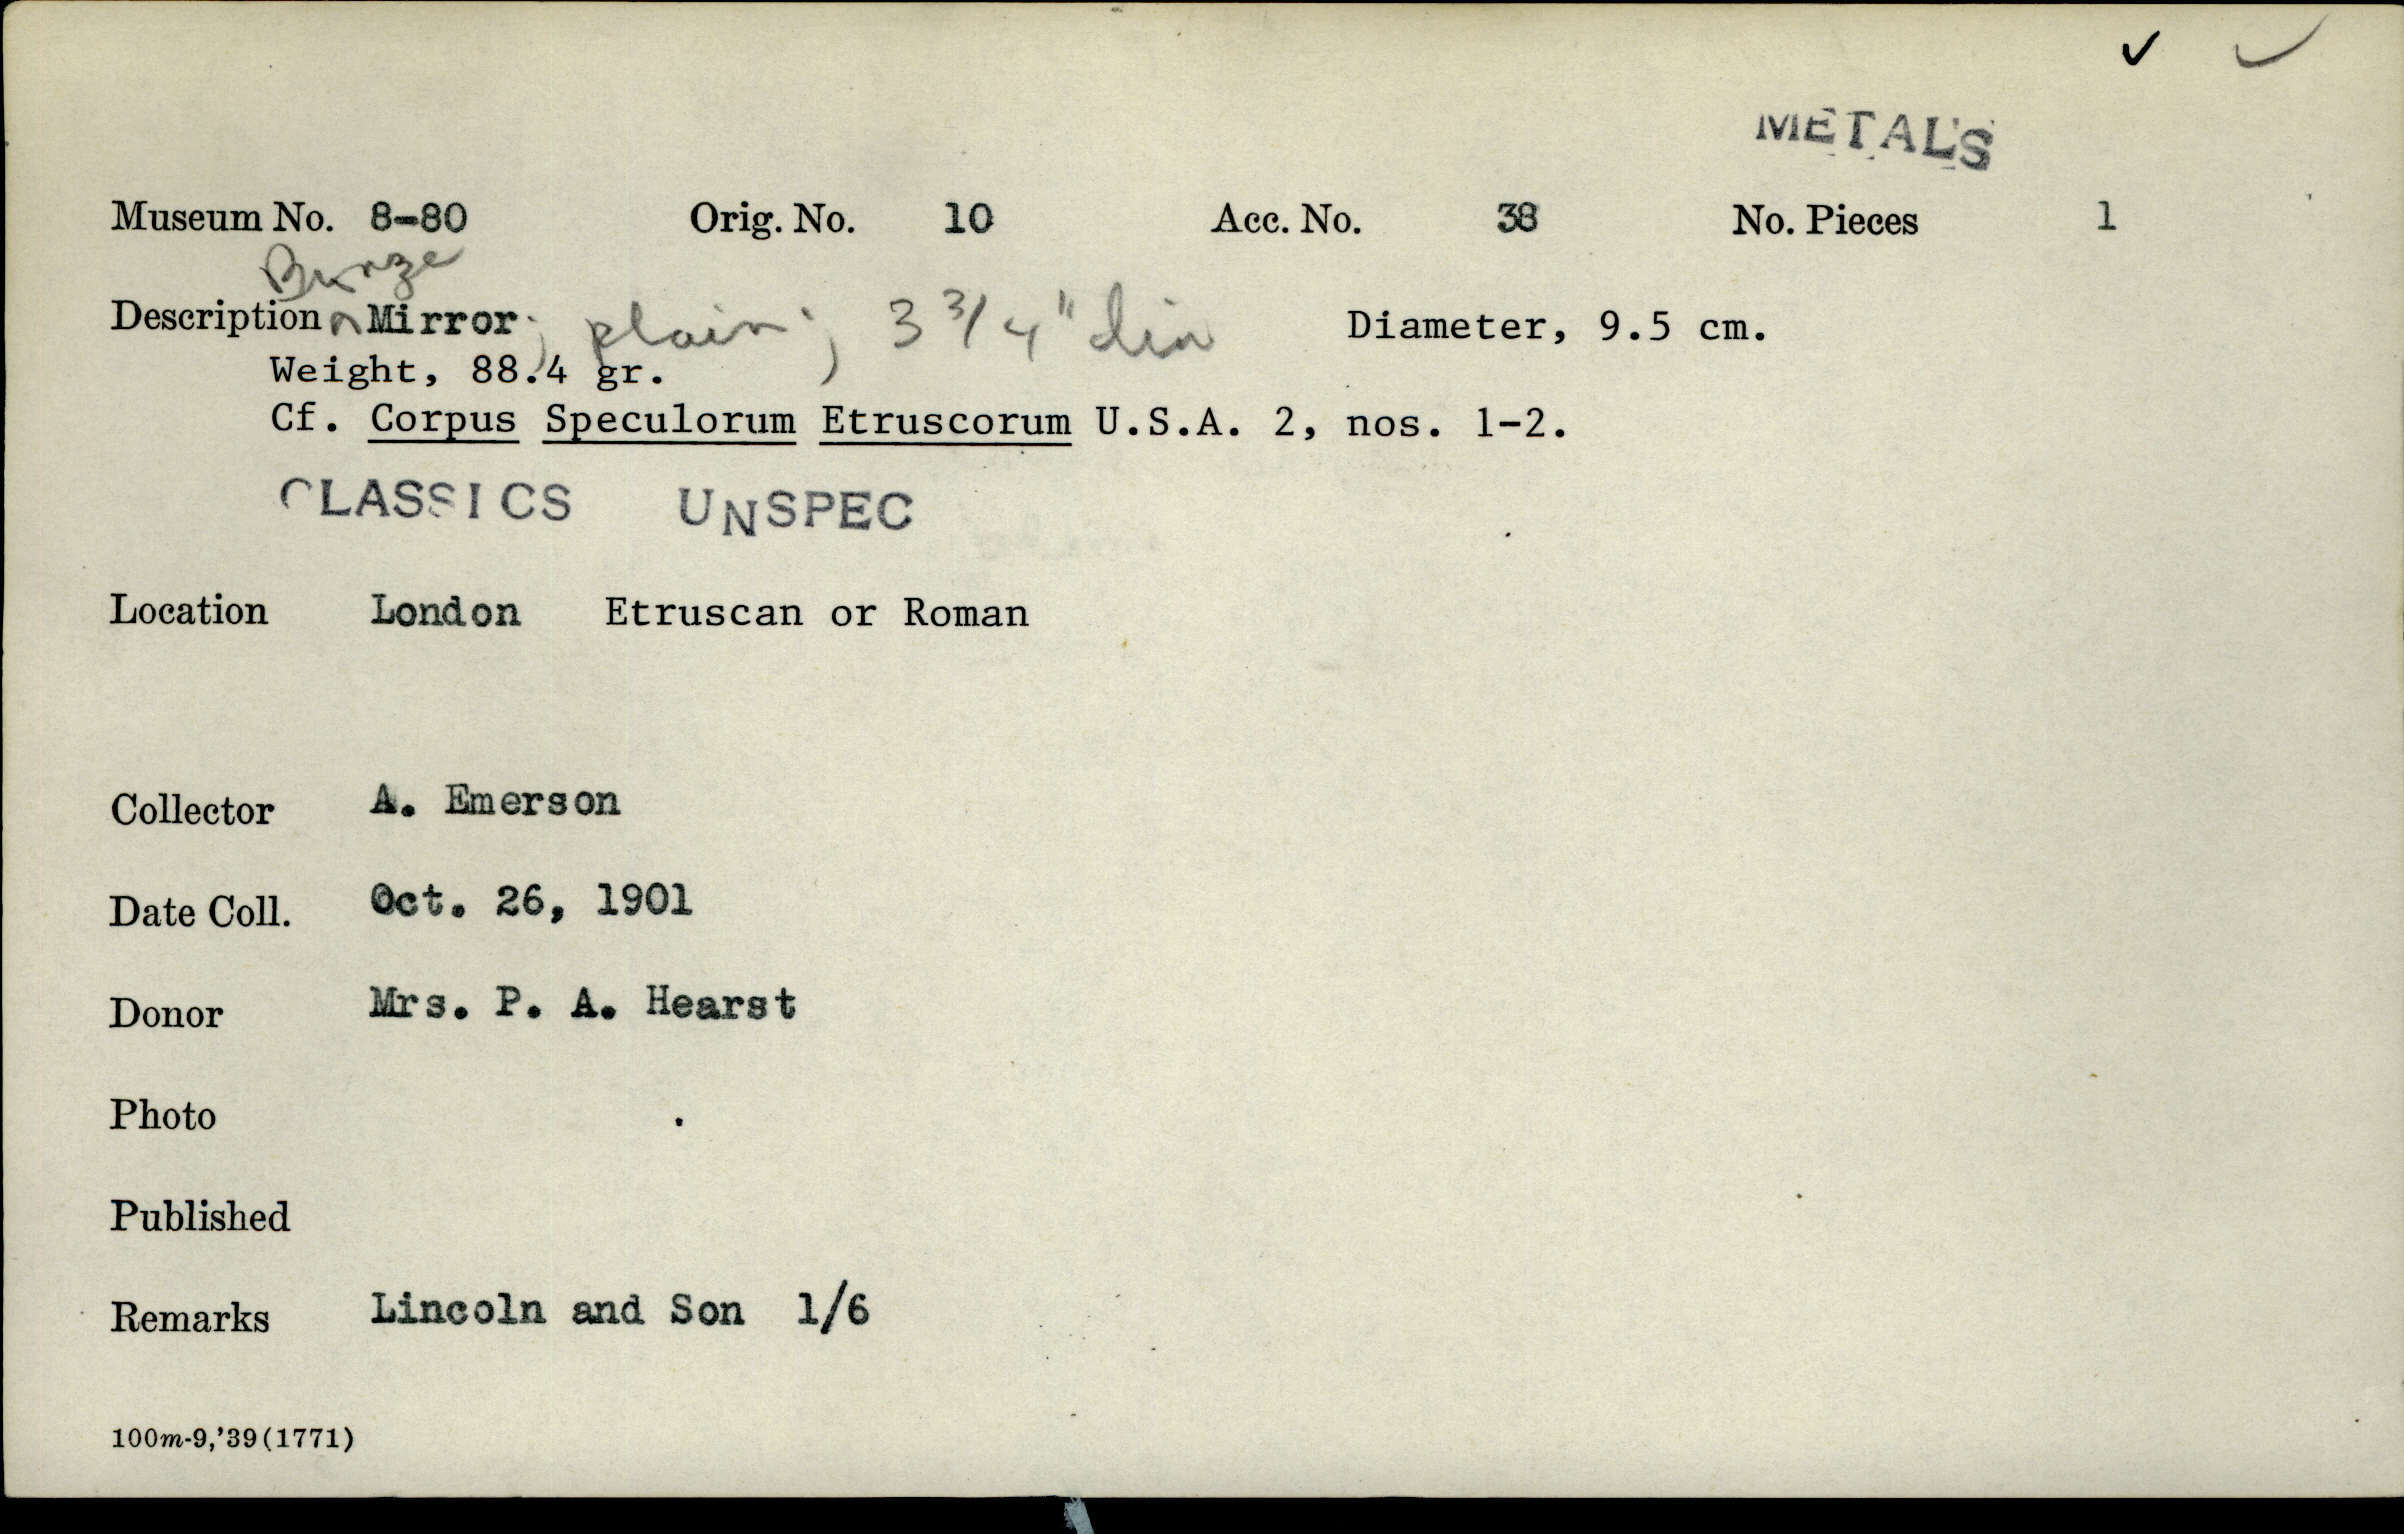 ✓ ✓
METALS
Museum No. 8-80 Orig. No. 10 Acc. No. 38 No. Pieces 1
Bronze
Description ^ Mirror; plain; 3 3/4" dia Diameter, 9.5 cm.
Weight, 88.4 gr.
Cf. Corpus Speculorum Etruscorum U.S.A. 2, nos. 1-2.
CLASSICS UNSPEC
Location London Etruscan or Roman
Collector A. Emerson
Date Coll. Oct. 26, 1901
Donor Mrs. P. A. Hearst
Photo
Published
Remarks Lincoln and Son 1/6
100m-9,'39(1771)